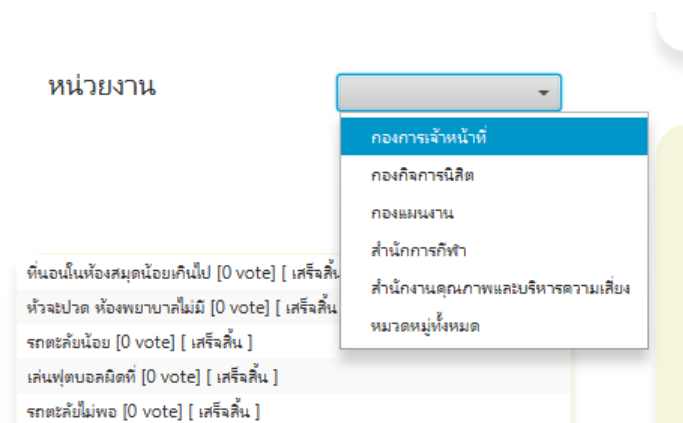 หน่วยงาน
กองการเจ้าหน้าที่
กองกิจการนิสิต
กองแผนงาน
สำนักการกีฬา
สำนักงานคุณภาพและบริหารความเสี่ยง
หมวดหมู่ทั้งหมด
ที่นอนในห้องสมุดน้อยเกินไป [0 vote] [ เสร็จสิ้น
หัวจะปวด ห้องพยาบาลไม่มี [0 vote] [ เสร็จสิ้น
รถตะลัยน้อย [0 vote] [ เสร็จสิ้น ]
เล่นฟุตบอลผิดที่ [0 vote] [ เสร็จสิ้น ]
รถตะลัยไม่พอ [0 vote] [ เสร็จสิ้น ]